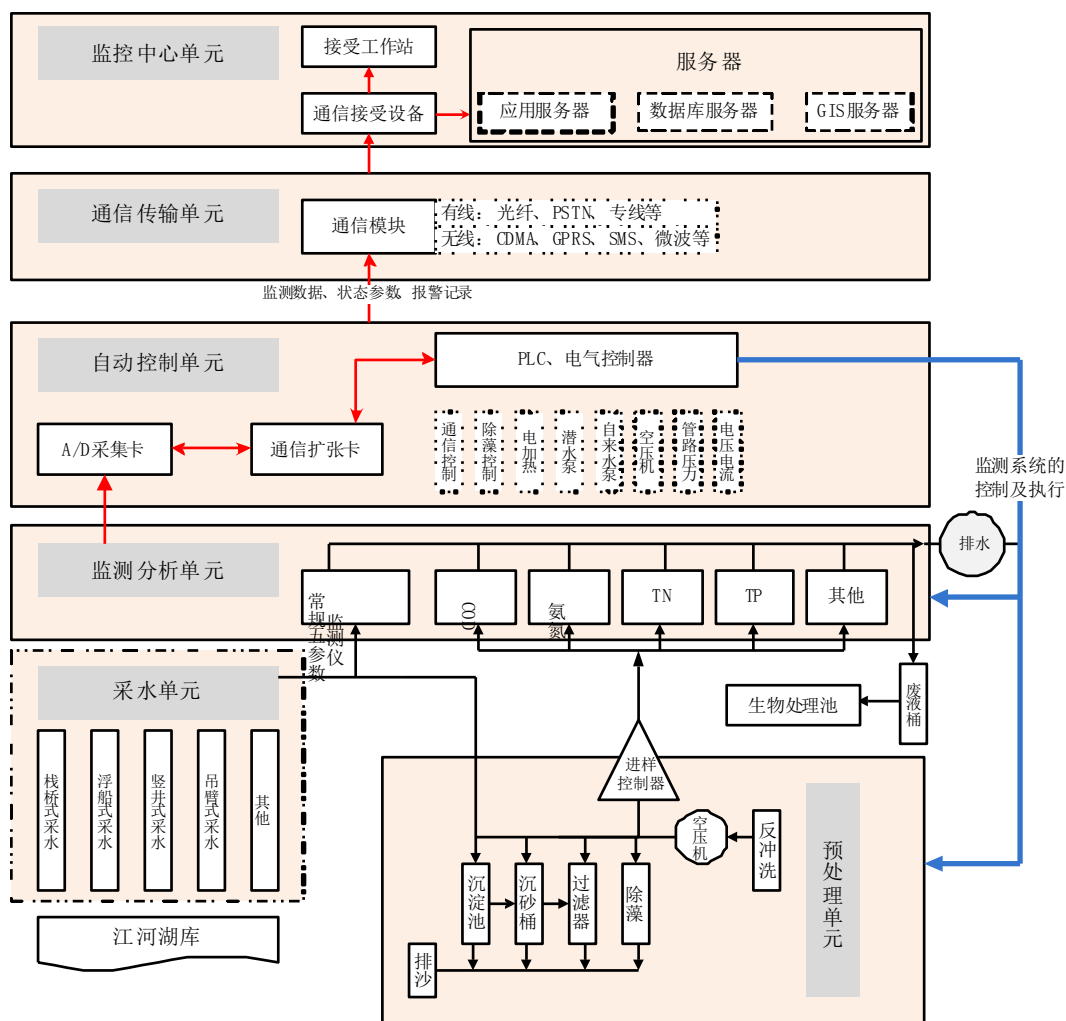 监控中心单元
接受工作站
服务器
通信接受设备
应用服务器
数据库服务器
GIS服务器
通信传输单元
通信模块
有线：光纤、PSTN、专线等
无线：CDMA、GPRS、SMS、微波等
监测数据、状态参数、报警记录
自动控制单元
PLC、电气控制器
A/D采集卡
通信扩张卡
通信控制
除藻控制
电加热
潜水泵
自来水泵
空压机
管路压力
电压电流
监测系统的
控制及执行
监测分析单元
常规五参数
监测仪
COD
氨氮
TN
TP
其他
排水
采水单元
栈桥式采水
浮船式采水
竖井式采水
吊臂式采水
其他
江河湖库
生物处理池
废液桶
进样
控制器
空压机
反冲洗
沉淀池
沉砂桶
过滤器
除藻
排沙
预处理单元